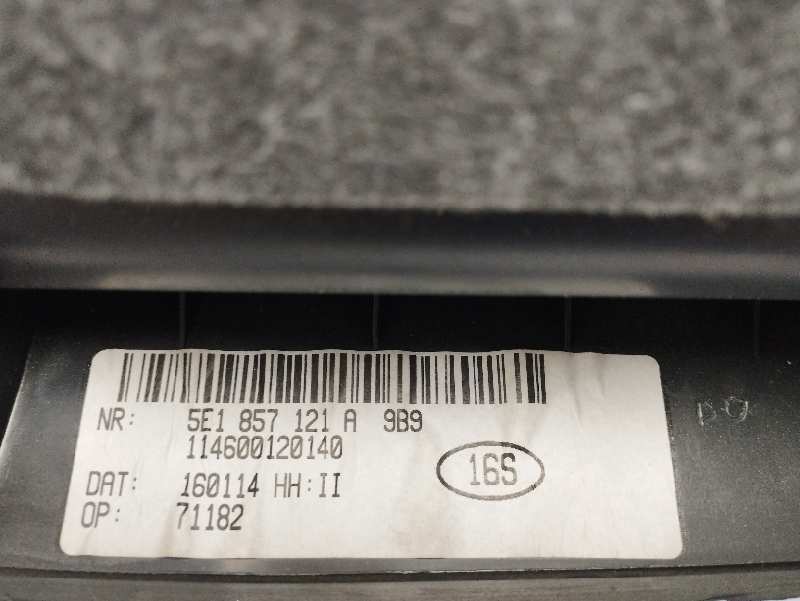 NR: 5E1 857 121 A 9B9
114600120140
16S
DAT: 160114 HH:II
OP: 71182